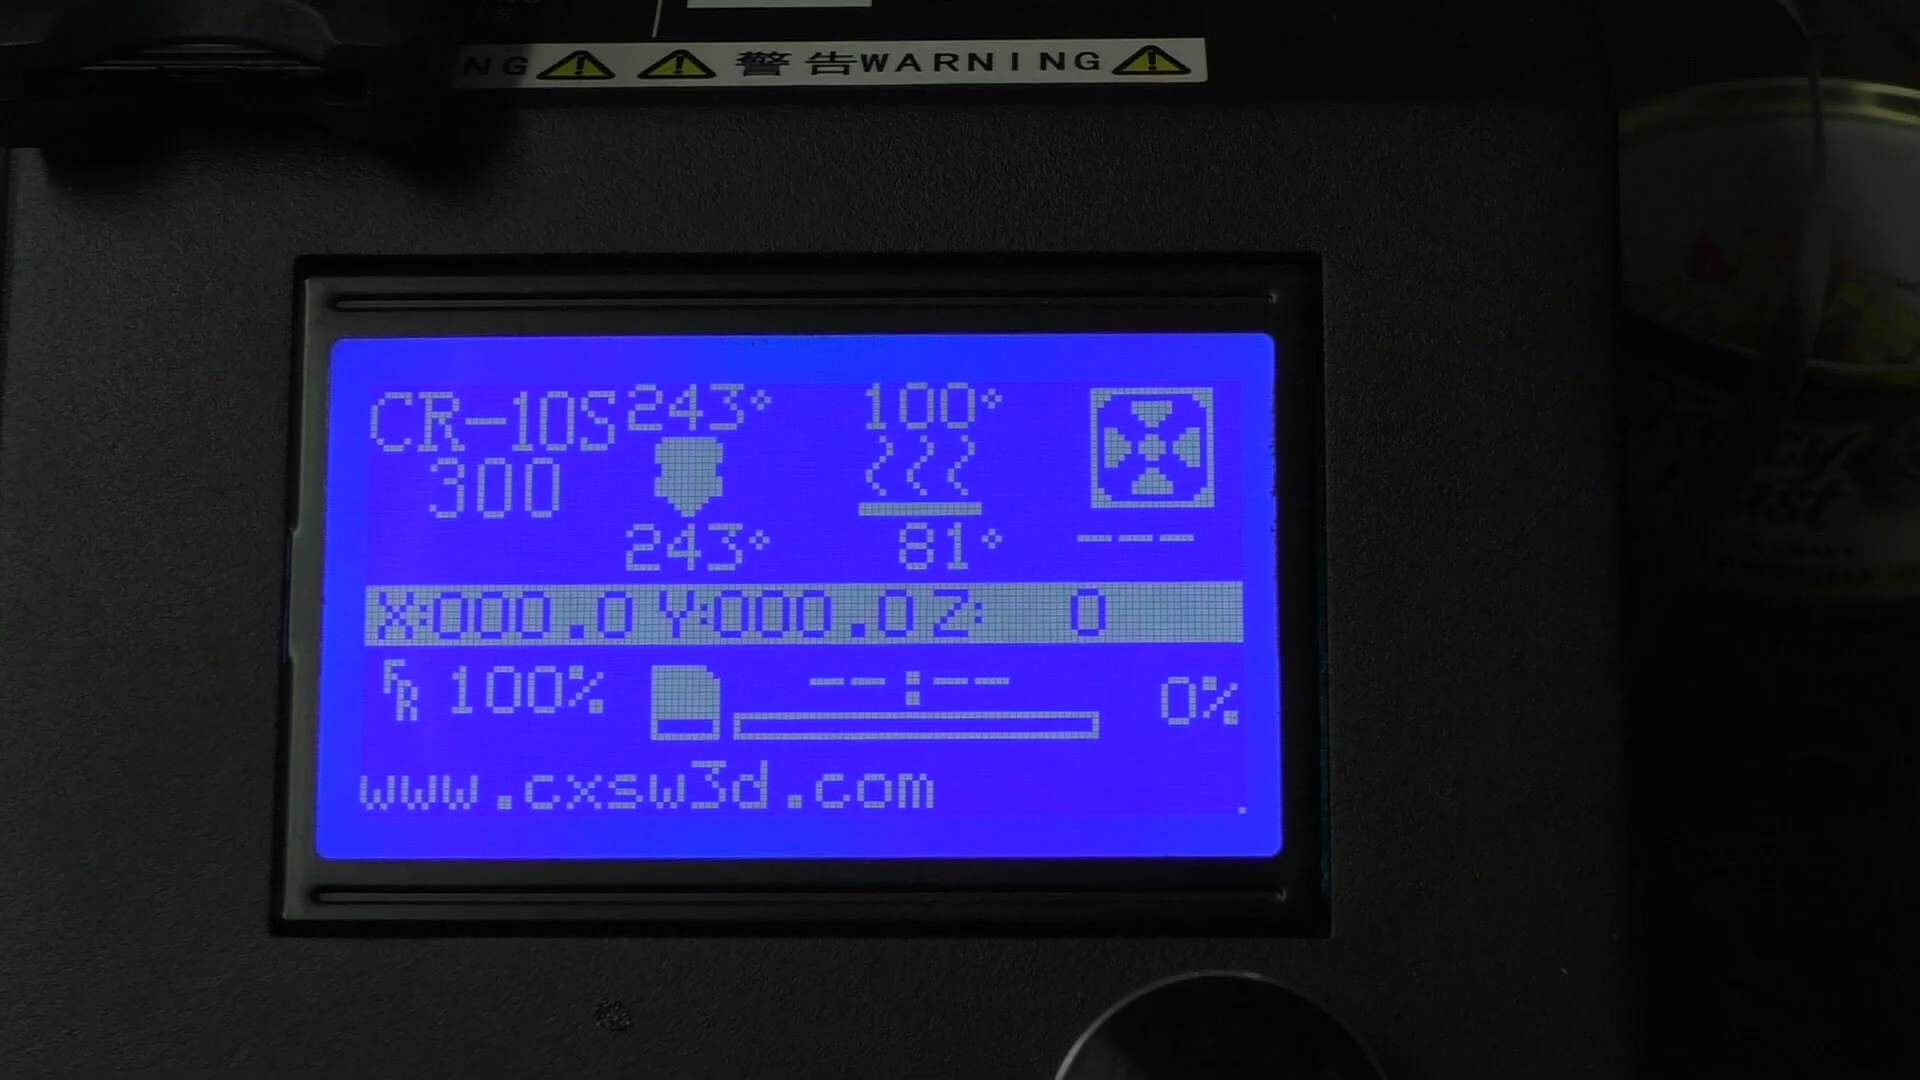 NG 警告WARNING
CR-10S 243° 100°
300
243° 81° ---
X:000.0 Y:000.0 Z: 0
FR 100% --:-- 0%
www.cxsw3d.com.